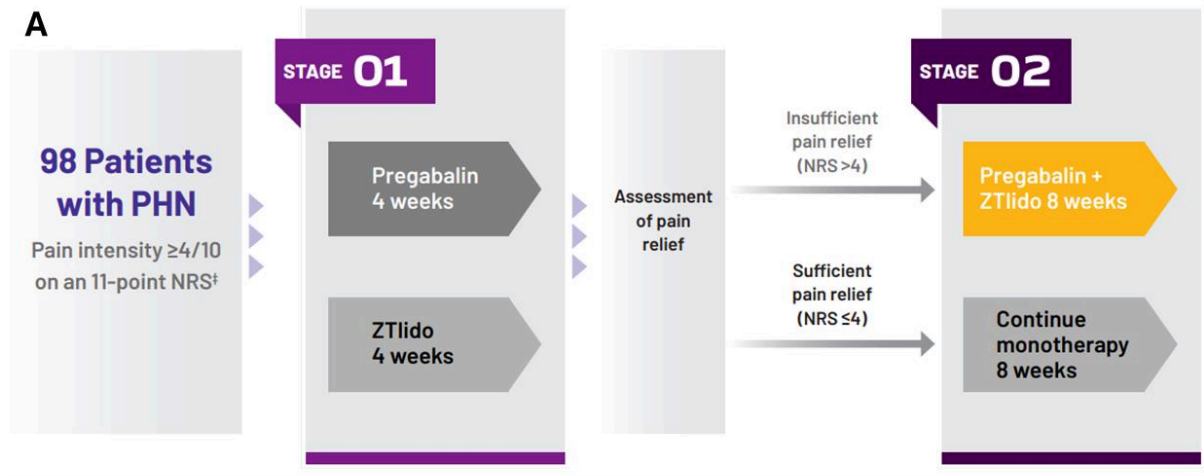 A
98 Patients
with PHN
Pain intensity ≥4/10
on an 11-point NRS‡
STAGE 01
Pregabalin
4 weeks
ZTlido
4 weeks
Assessment
of pain
relief
Insufficient
pain relief
(NRS >4)
Sufficient
pain relief
(NRS ≤4)
STAGE 02
Pregabalin +
ZTlido 8 weeks
Continue
monotherapy
8 weeks